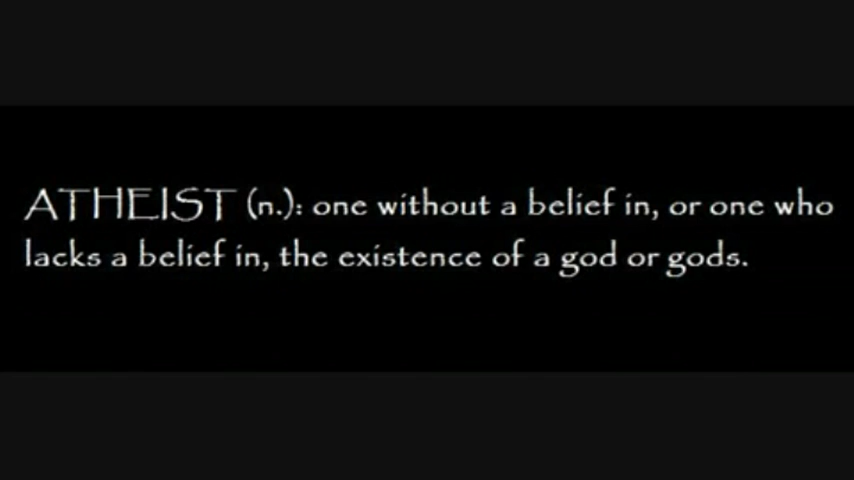 ATHEIST (n.): one without a belief in, or one who
lacks a belief in, the existence of a god or gods.